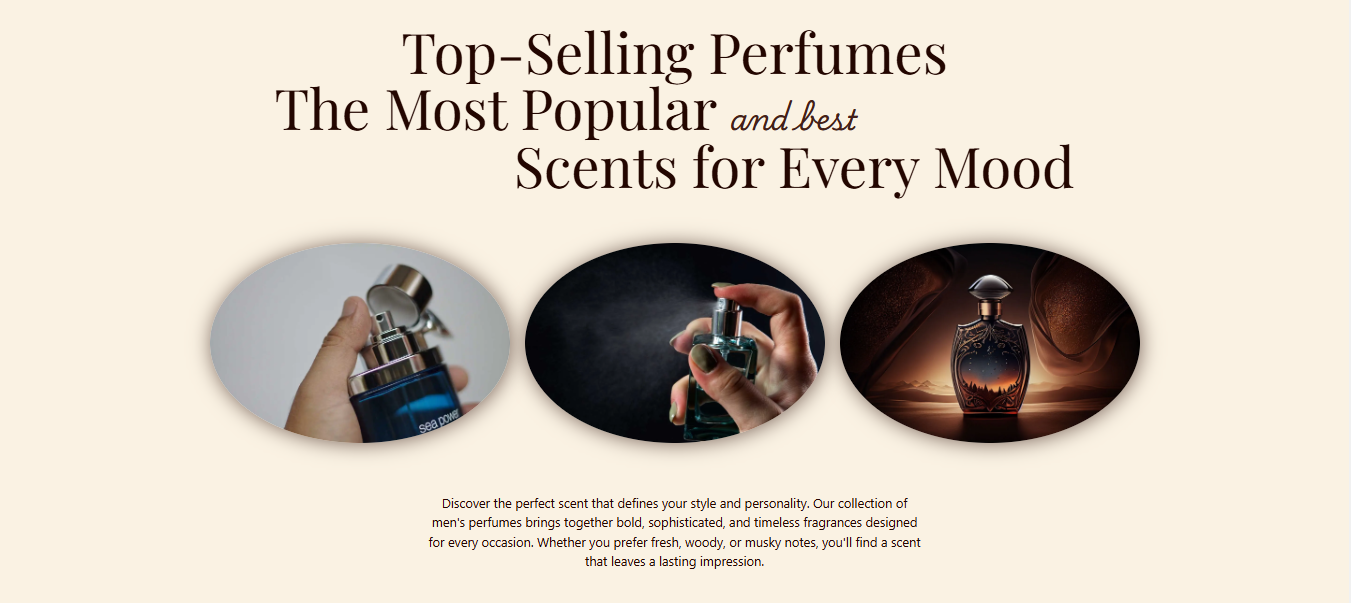 Top-Selling Perfumes
The Most Popular and best
Scents for Every Mood
sea power
Discover the perfect scent that defines your style and personality. Our collection of
men's perfumes brings together bold, sophisticated, and timeless fragrances designed
for every occasion. Whether you prefer fresh, woody, or musky notes, you'll find a scent
that leaves a lasting impression.